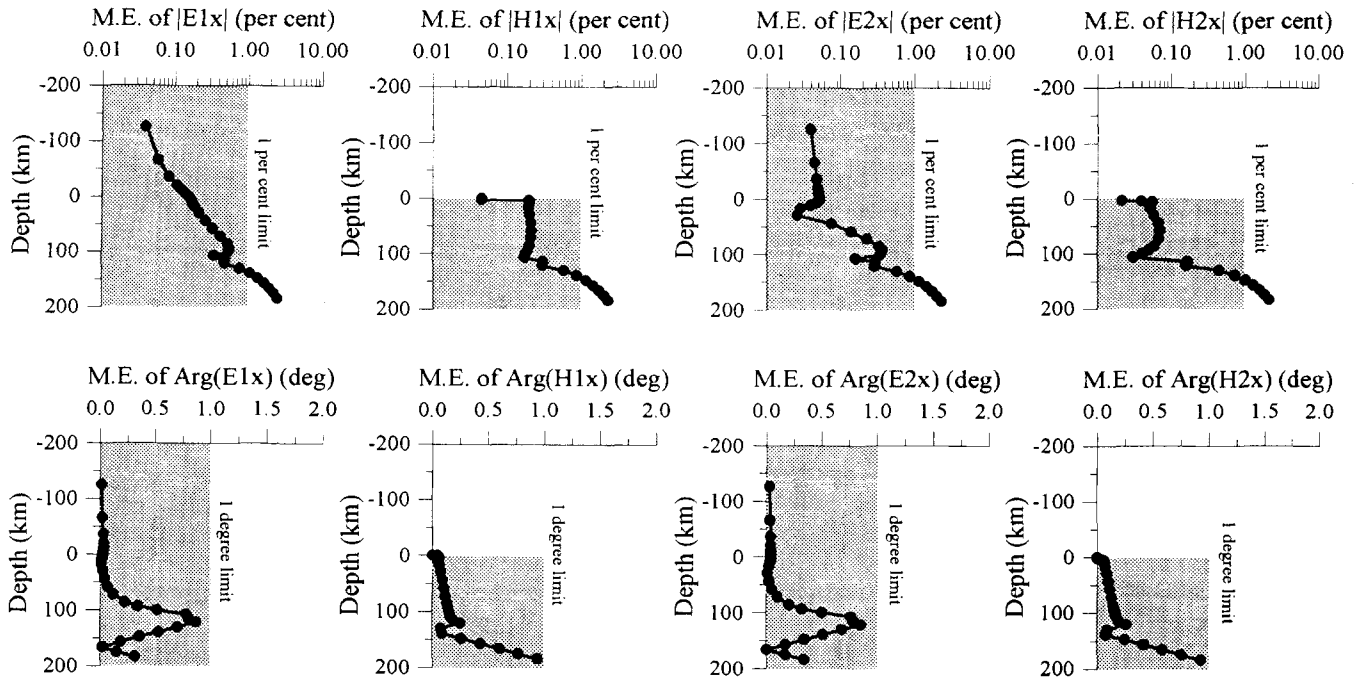 M.E. of |E1x| (per cent)
M.E. of |H1x| (per cent)
M.E. of |E2x| (per cent)
M.E. of |H2x| (per cent)
0.01 0.10 1.00 10.00
0.01 0.10 1.00 10.00
0.01 0.10 1.00 10.00
0.01 0.10 1.00 10.00
Depth (km)
-200
-100
0
100
200
1 per cent limit
Depth (km)
-200
-100
0
100
200
1 per cent limit
Depth (km)
-200
-100
0
100
200
1 per cent limit
Depth (km)
-200
-100
0
100
200
1 per cent limit
M.E. of Arg(E1x) (deg)
M.E. of Arg(H1x) (deg)
M.E. of Arg(E2x) (deg)
M.E. of Arg(H2x) (deg)
0.0 0.5 1.0 1.5 2.0
0.0 0.5 1.0 1.5 2.0
0.0 0.5 1.0 1.5 2.0
0.0 0.5 1.0 1.5 2.0
Depth (km)
-200
-100
0
100
200
1 degree limit
Depth (km)
-200
-100
0
100
200
1 degree limit
Depth (km)
-200
-100
0
100
200
1 degree limit
Depth (km)
-200
-100
0
100
200
1 degree limit